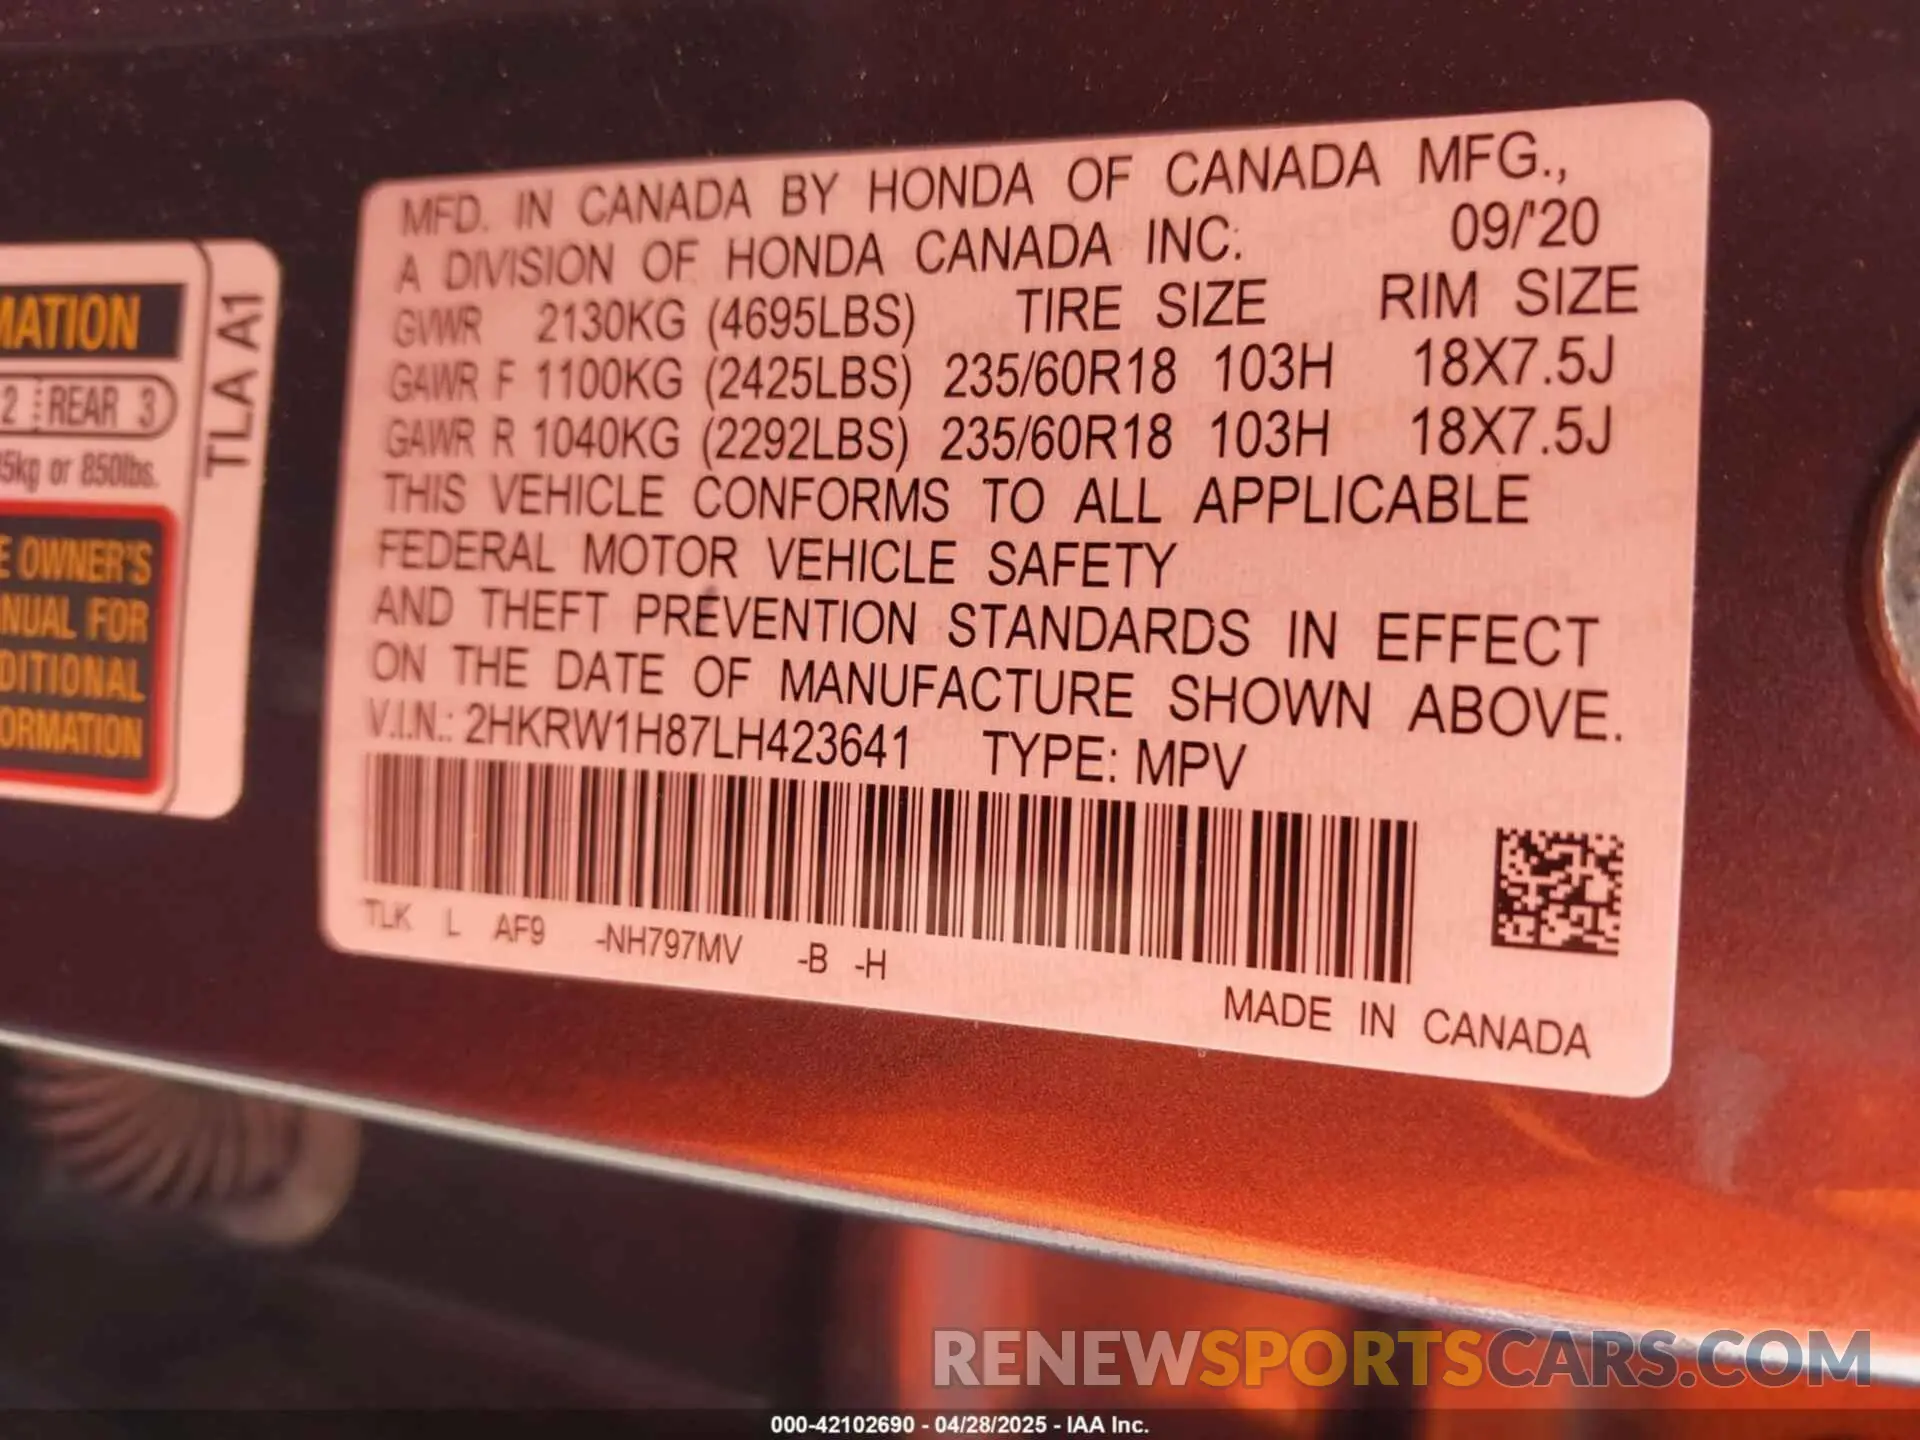 MATION
2 REAR 3
5kg or 850lbs.
E OWNER'S
NUAL FOR
DITIONAL
ORMATION
TLA A1
MFD. IN CANADA BY HONDA OF CANADA MFG.,
A DIVISION OF HONDA CANADA INC. 09/'20
GVWR 2130KG (4695LBS) TIRE SIZE RIM SIZE
GAWR F 1100KG (2425LBS) 235/60R18 103H 18X7.5J
GAWR R 1040KG (2292LBS) 235/60R18 103H 18X7.5J
THIS VEHICLE CONFORMS TO ALL APPLICABLE
FEDERAL MOTOR VEHICLE SAFETY
AND THEFT PREVENTION STANDARDS IN EFFECT
ON THE DATE OF MANUFACTURE SHOWN ABOVE.
V.I.N.: 2HKRW1H87LH423641 TYPE: MPV
TLK L AF9 -NH797MV -B -H
MADE IN CANADA
RENEWSPORTSCARS.COM
000-42102690 - 04/28/2025 - IAA Inc.